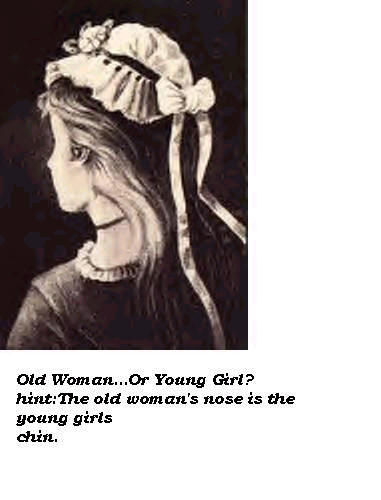 Old Woman...Or Young Girl?
hint:The old woman's nose is the
young girls
chin.